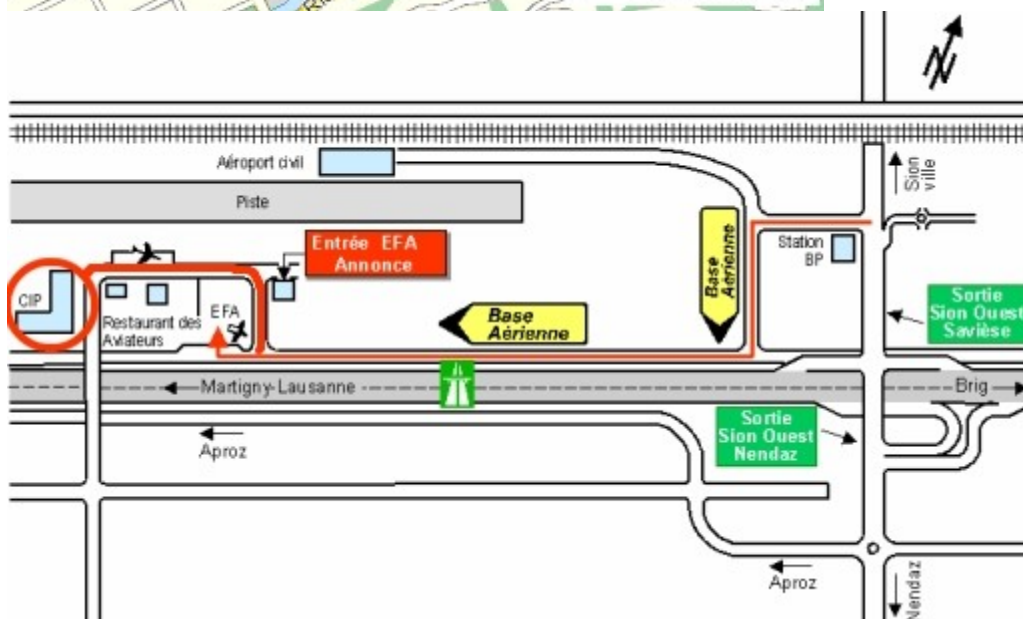 N
Aéroport civil
Sion
ville
Piste
Entrée EFA
Annonce
Station
BP
Base
Aérienne
CIP
Restaurant des
Aviateurs
EFA
Base
Aérienne
Sortie
Sion Ouest
Savièse
Martigny-Lausanne
Brig
Sortie
Sion Ouest
Nendaz
Aproz
Aproz
Nendaz